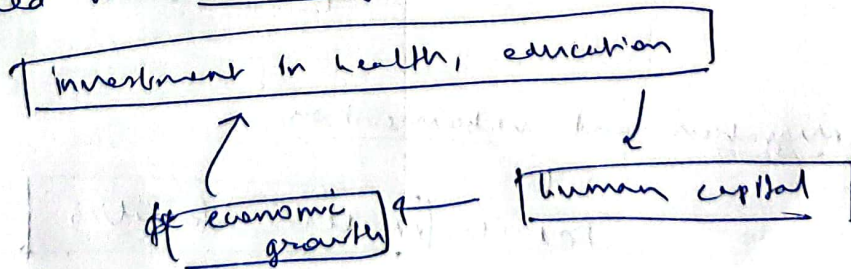 investment in health, education
human capital
economic
growth